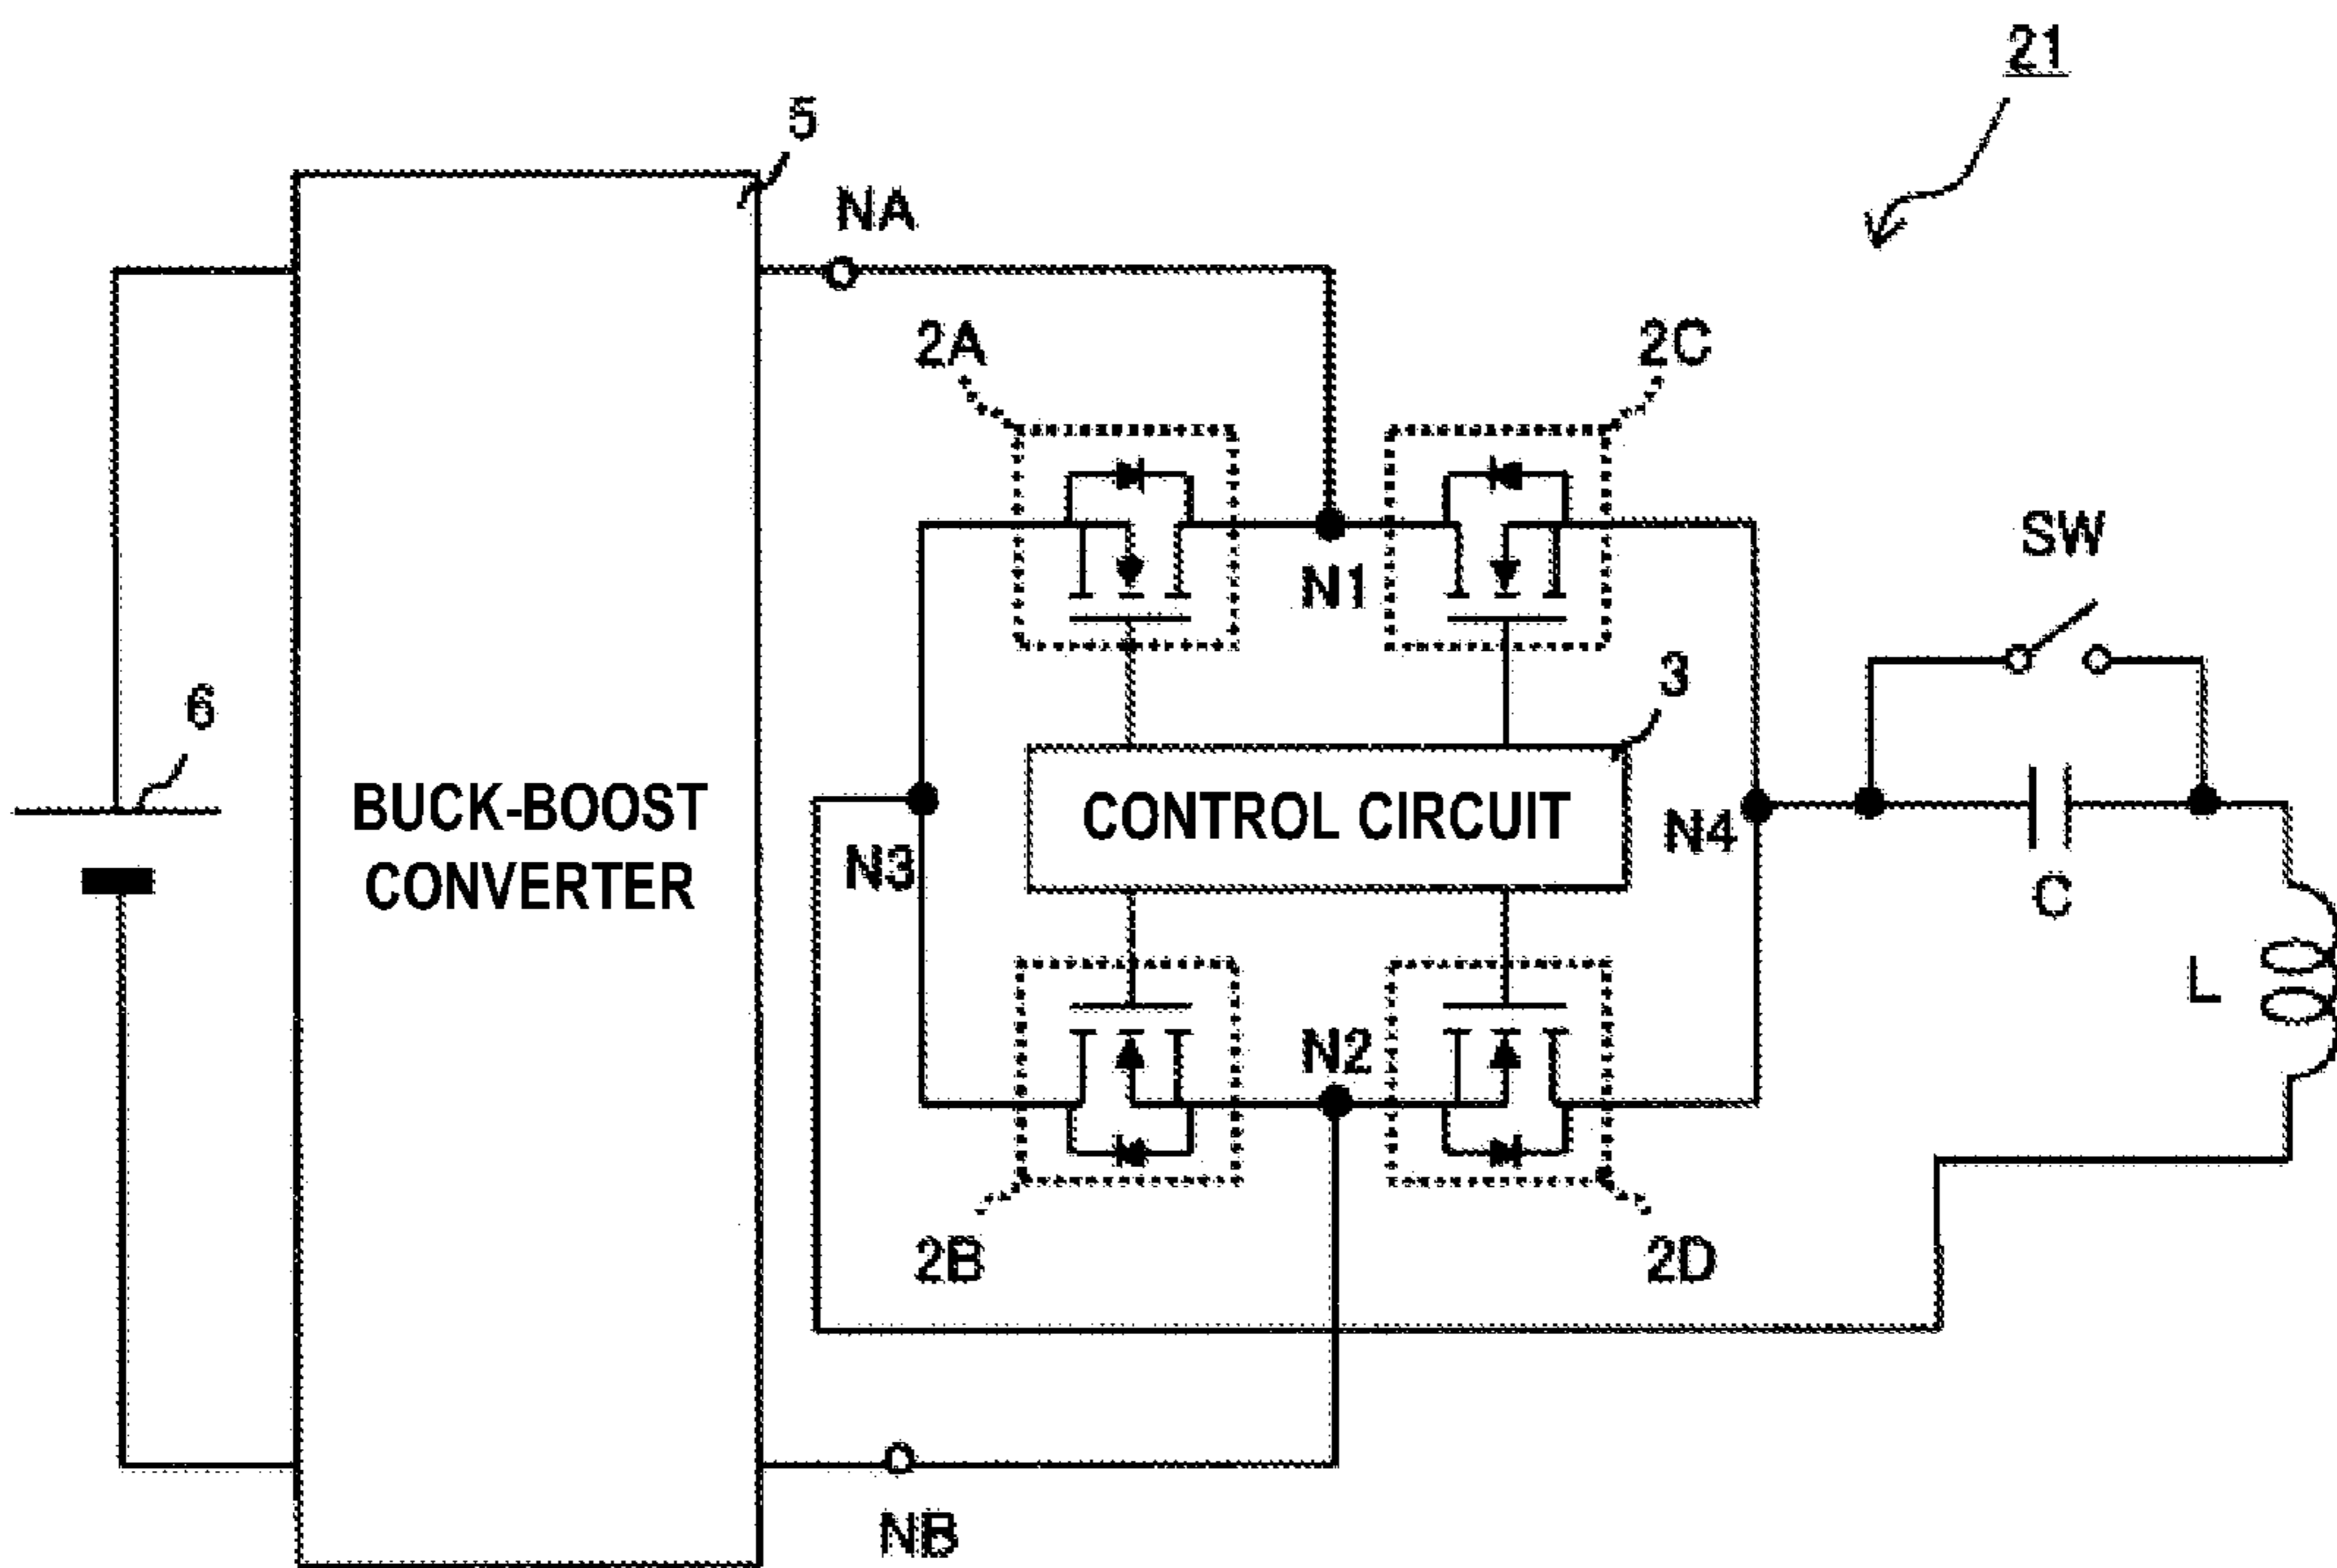 21
5
NA
2A
2C
N1
SW
6
3
BUCK-BOOST
CONVERTER
CONTROL CIRCUIT
N3
N4
C
L
N2
2B
2D
NB